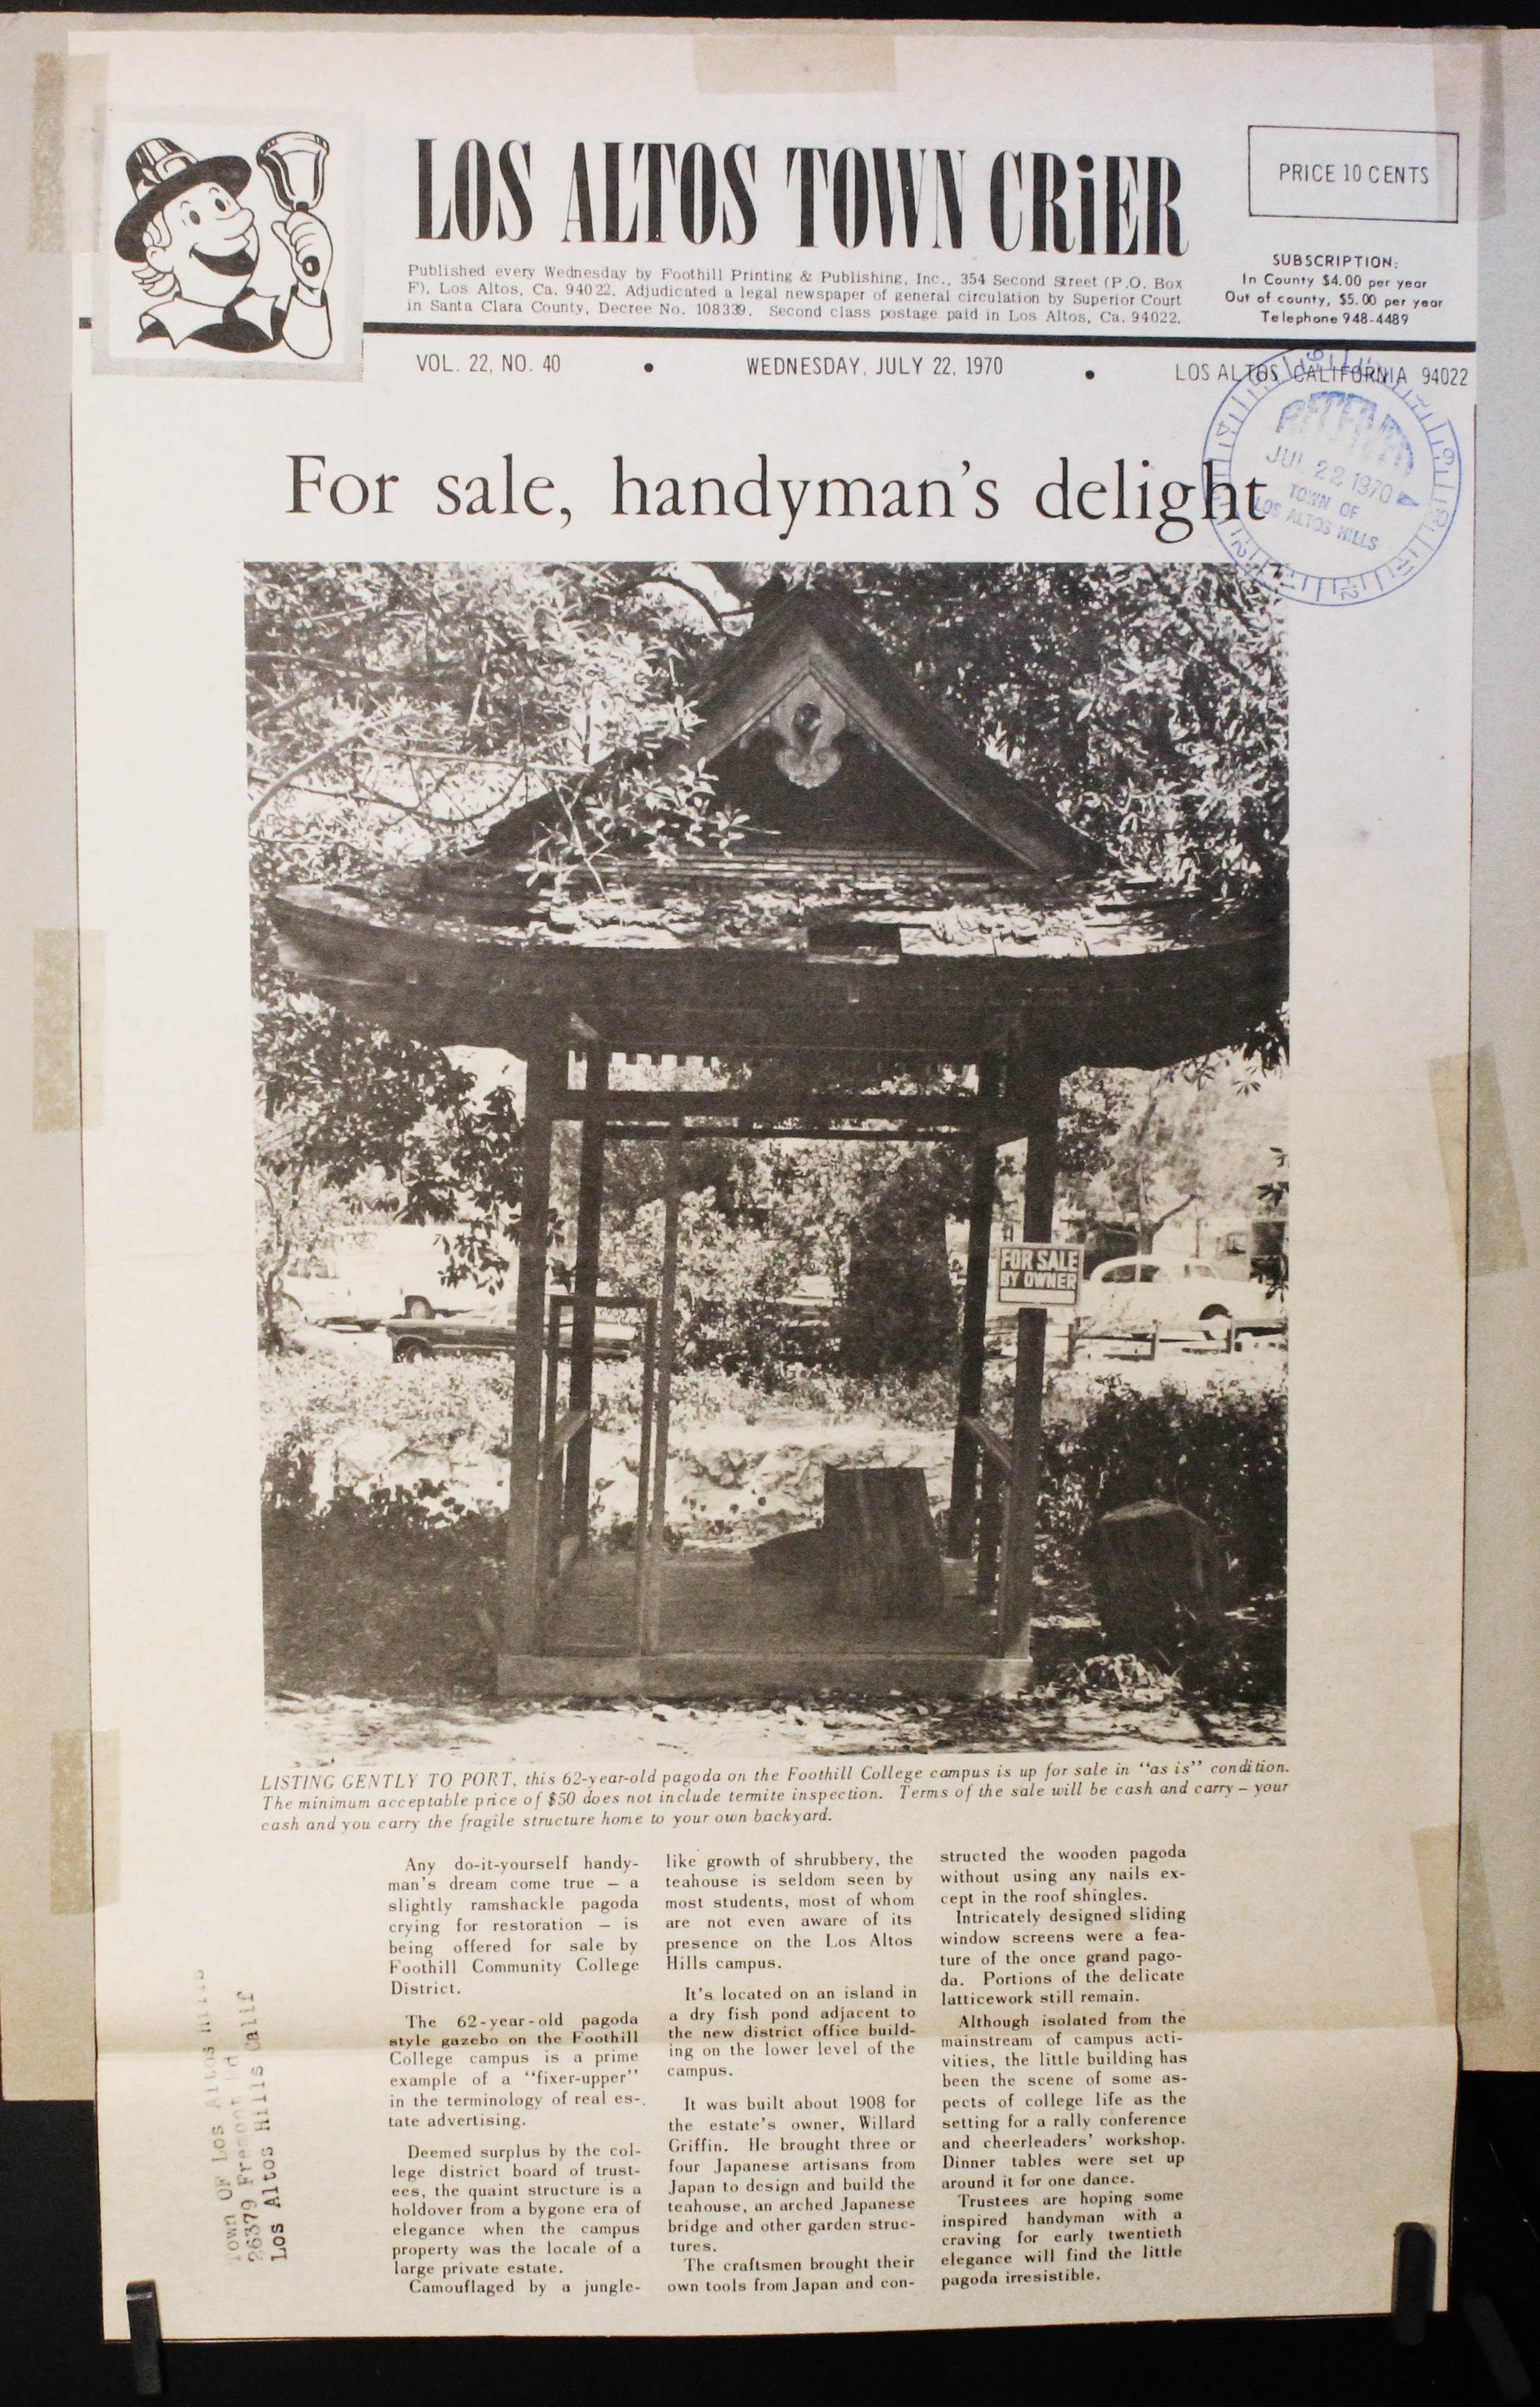 LOS ALTOS TOWN CRiER
PRICE 10 CENTS
Published every Wednesday by Foothill Printing & Publishing, Inc., 354 Second Street (P.O. Box
F), Los Altos, Ca. 94022. Adjudicated a legal newspaper of general circulation by Superior Court
in Santa Clara County, Decree No. 108339. Second class postage paid in Los Altos, Ca. 94022.
SUBSCRIPTION:
In County $4.00 per year
Out of county, $5.00 per year
Telephone 948-4489
VOL. 22, NO. 40 • WEDNESDAY, JULY 22, 1970 • LOS ALTOS CALIFORNIA 94022
RECEIVED
JUL 22 1970
TOWN OF
LOS ALTOS HILLS
For sale, handyman's delight
FOR SALE
BY OWNER
LISTING GENTLY TO PORT, this 62-year-old pagoda on the Foothill College campus is up for sale in "as is" condition.
The minimum acceptable price of $50 does not include termite inspection. Terms of the sale will be cash and carry – your
cash and you carry the fragile structure home to your own backyard.
Any do-it-yourself handy-
man's dream come true — a
slightly ramshackle pagoda
crying for restoration — is
being offered for sale by
Foothill Community College
District.
The 62-year-old pagoda
style gazebo on the Foothill
College campus is a prime
example of a "fixer-upper"
in the terminology of real es-
tate advertising.
Deemed surplus by the col-
lege district board of trust-
ees, the quaint structure is a
holdover from a bygone era of
elegance when the campus
property was the locale of a
large private estate.
Camouflaged by a jungle-
like growth of shrubbery, the
teahouse is seldom seen by
most students, most of whom
are not even aware of its
presence on the Los Altos
Hills campus.
It's located on an island in
a dry fish pond adjacent to
the new district office build-
ing on the lower level of the
campus.
It was built about 1908 for
the estate's owner, Willard
Griffin. He brought three or
four Japanese artisans from
Japan to design and build the
teahouse, an arched Japanese
bridge and other garden struc-
tures.
The craftsmen brought their
own tools from Japan and con-
structed the wooden pagoda
without using any nails ex-
cept in the roof shingles.
Intricately designed sliding
window screens were a fea-
ture of the once grand pago-
da. Portions of the delicate
latticework still remain.
Although isolated from the
mainstream of campus acti-
vities, the little building has
been the scene of some as-
pects of college life as the
setting for a rally conference
and cheerleaders' workshop.
Dinner tables were set up
around it for one dance.
Trustees are hoping some
inspired handyman with a
craving for early twentieth
elegance will find the little
pagoda irresistible.
Town OF Los Altos Hills
26379 Fremont Rd
Los Altos Hills Calif